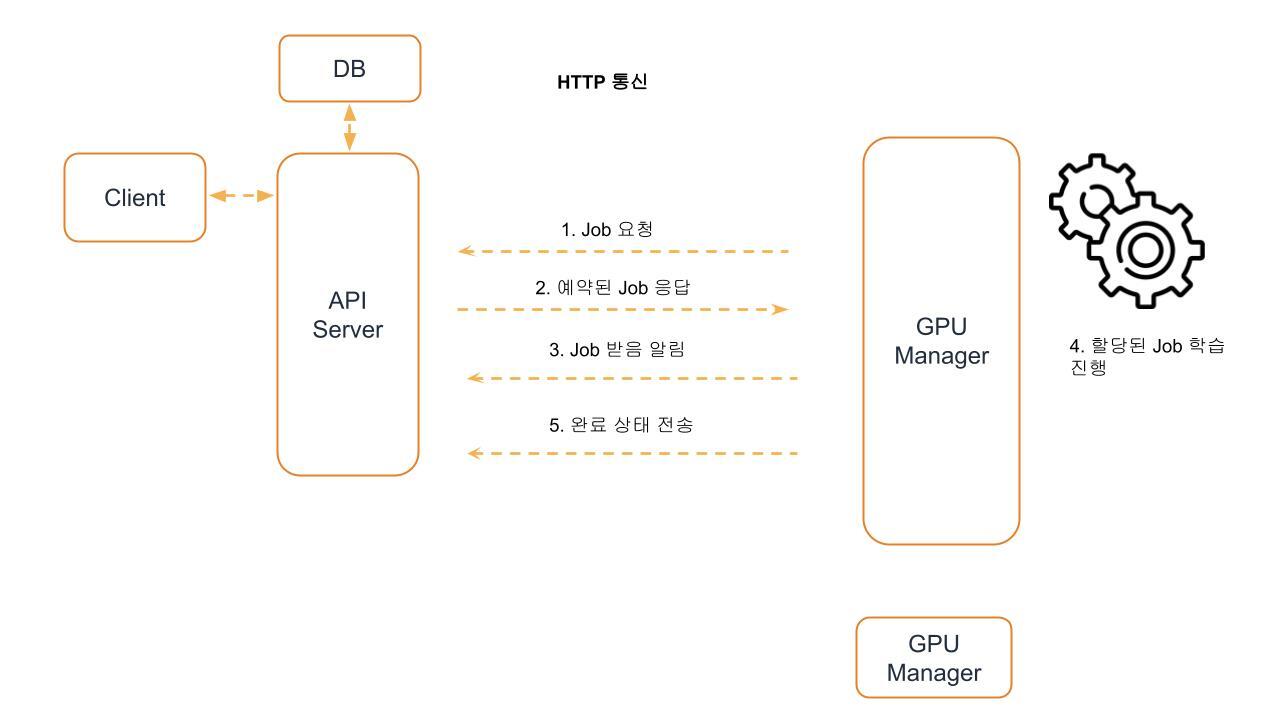 DB
HTTP 통신
Client
1. Job 요청
2. 예약된 Job 응답
API
Server
3. Job 받음 알림
GPU
Manager
4. 할당된 Job 학습
진행
5. 완료 상태 전송
GPU
Manager